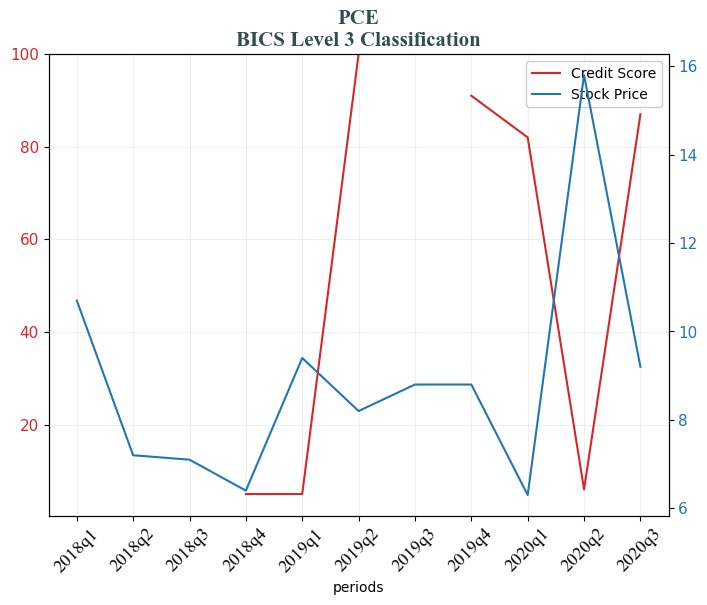 PCE
BICS Level 3 Classification
100
80
60
40
20
16
14
12
10
8
6
Credit Score
Stock Price
2018q1
2018q2
2018q3
2018q4
2019q1
2019q2
2019q3
2019q4
2020q1
2020q2
2020q3
periods